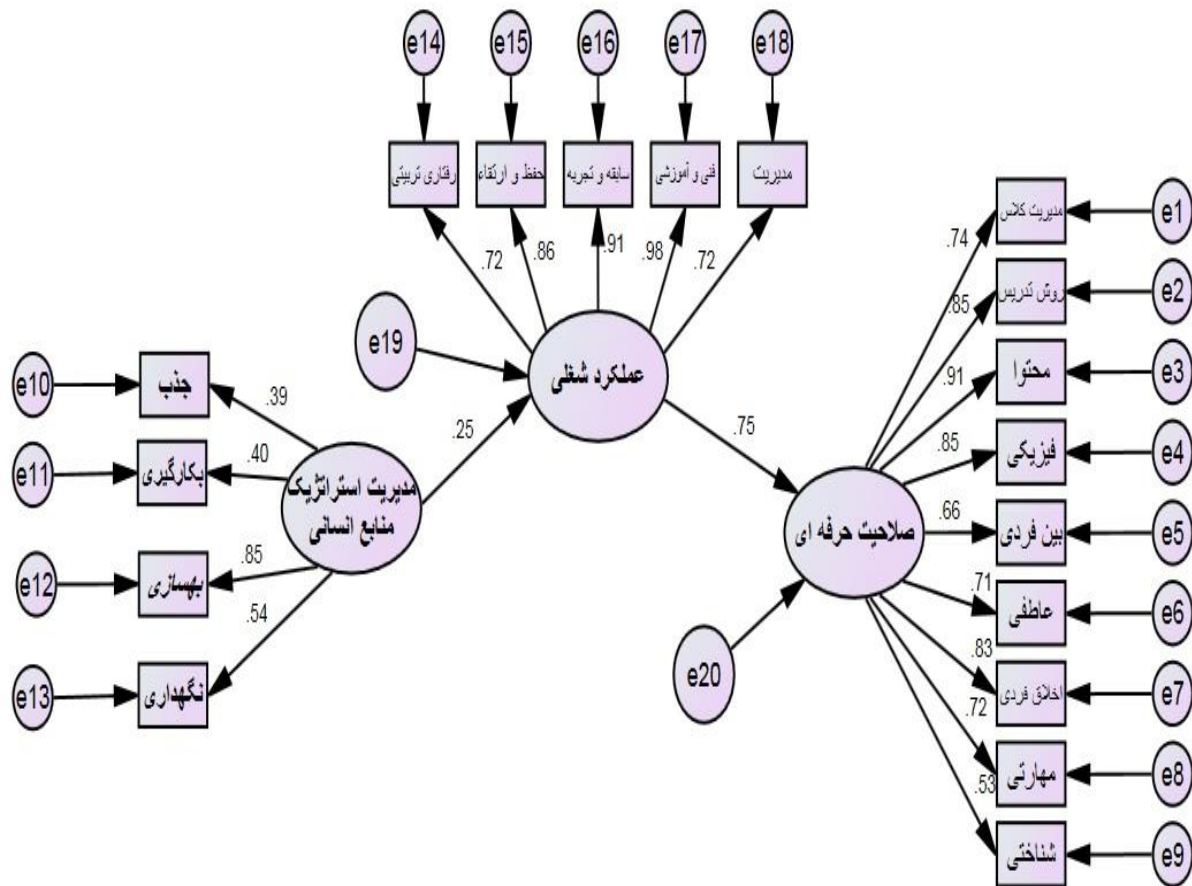 e14
e15
e16
e17
e18
رفتاری تربیتی
حفظ و ارتقاء
سابقه و تجربه
فنی و آموزشی
مدیریت
.72
.86
.91
.98
.72
e19
عملکرد شغلی
.25
.75
e10
جذب
.39
e11
بکارگیری
.40
e12
بهسازی
.85
e13
نگهداری
.54
مدیریت استراتژیک
منابع انسانی
صلاحیت حرفه ای
e20
.74
مدیریت کلاس
e1
.85
روش تدریس
e2
.91
محتوا
e3
.85
فیزیکی
e4
.66
بین فردی
e5
.71
عاطفی
e6
.83
اخلاق فردی
e7
.72
مهارتی
e8
.53
شناختی
e9